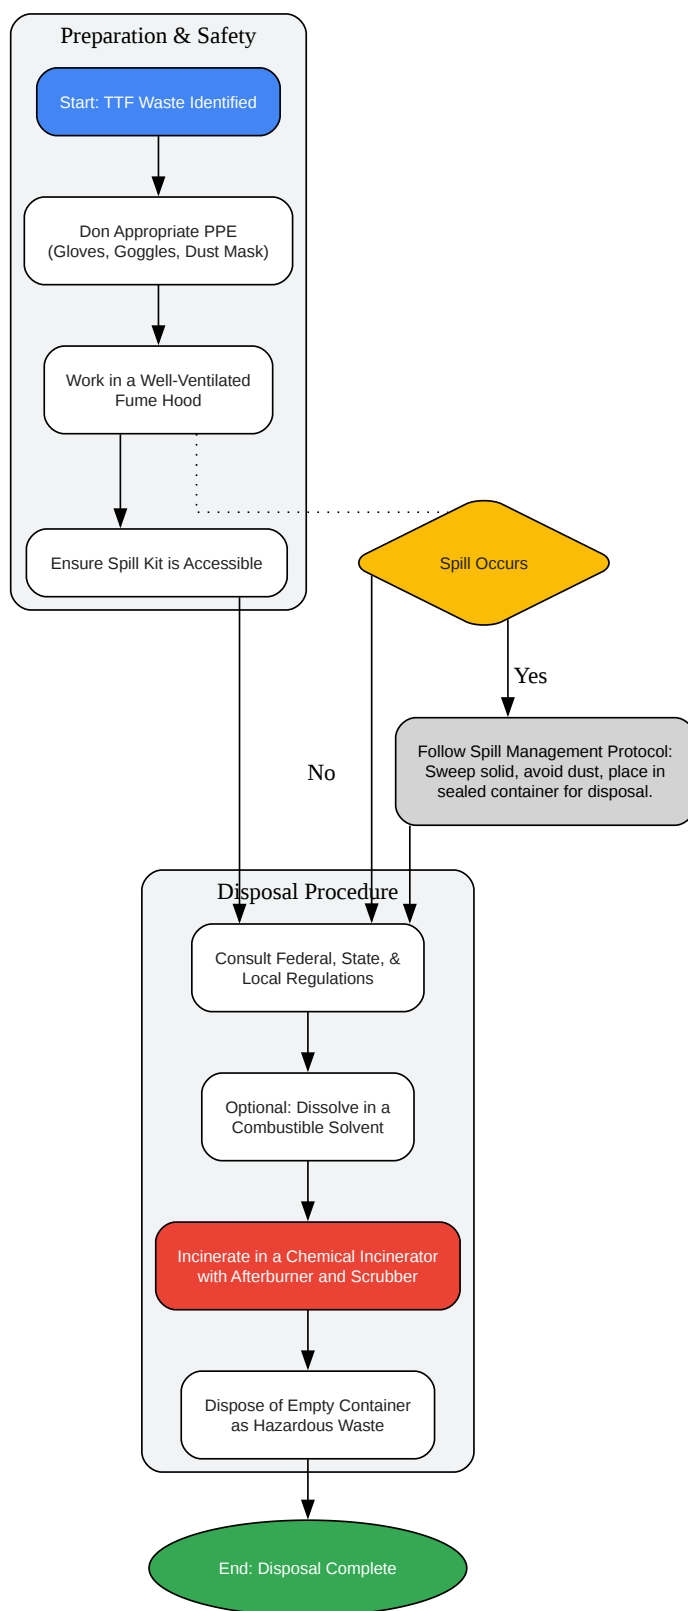 Preparation & Safety
Start: TTF Waste Identified
Don Appropriate PPE
(Gloves, Goggles, Dust Mask)
Work in a Well-Ventilated
Fume Hood
Ensure Spill Kit is Accessible
Spill Occurs
Yes
Follow Spill Management Protocol:
Sweep solid, avoid dust, place in
sealed container for disposal.
No
Disposal Procedure
Consult Federal, State, &
Local Regulations
Optional: Dissolve in a
Combustible Solvent
Incinerate in a Chemical Incinerator
with Afterburner and Scrubber
Dispose of Empty Container
as Hazardous Waste
End: Disposal Complete